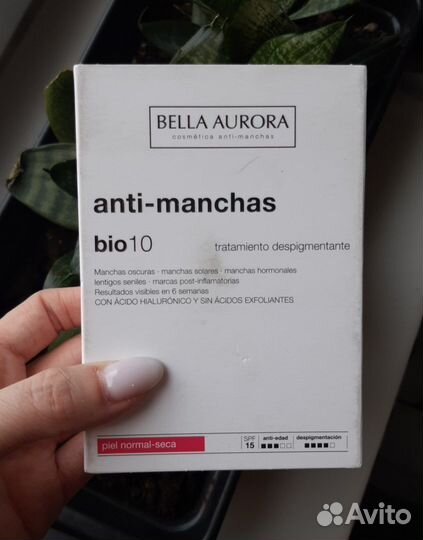 BELLA AURORA
cosmética anti-manchas
anti-manchas
bio10
tratamiento despigmentante
Manchas oscuras · manchas solares · manchas hormonales
lentigos seniles · marcas post-inflamatorias
Resultados visibles en 6 semanas
CON ÁCIDO HIALURÓNICO Y SIN ÁCIDOS EXFOLIANTES
piel normal-seca
SPF 15
anti-edad
despigmentación
Avito